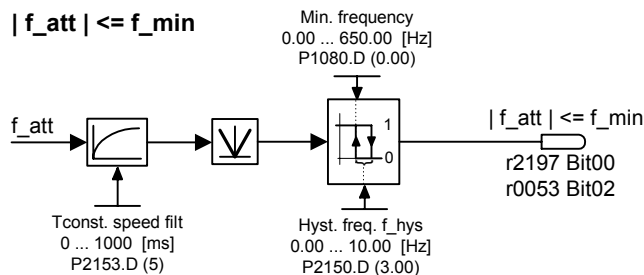 | f_att | <= f_min
Min. frequency
0.00 ... 650.00 [Hz]
P1080.D (0.00)
f_att
1
0
| f_att | <= f_min
r2197 Bit00
r0053 Bit02
Tconst. speed filt
0 ... 1000 [ms]
P2153.D (5)
Hyst. freq. f_hys
0.00 ... 10.00 [Hz]
P2150.D (3.00)